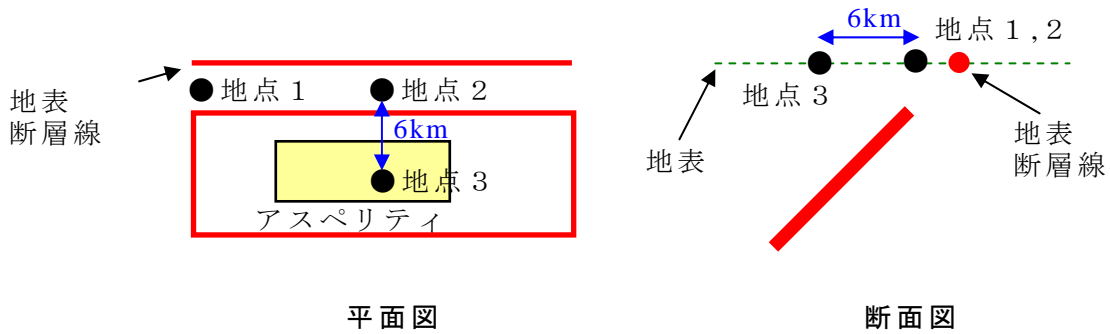 地表
断層線
地点1
地点2
6km
地点3
アスペリティ
平面図
6km
地点1,2
地点3
地表
地表
断層線
断面図